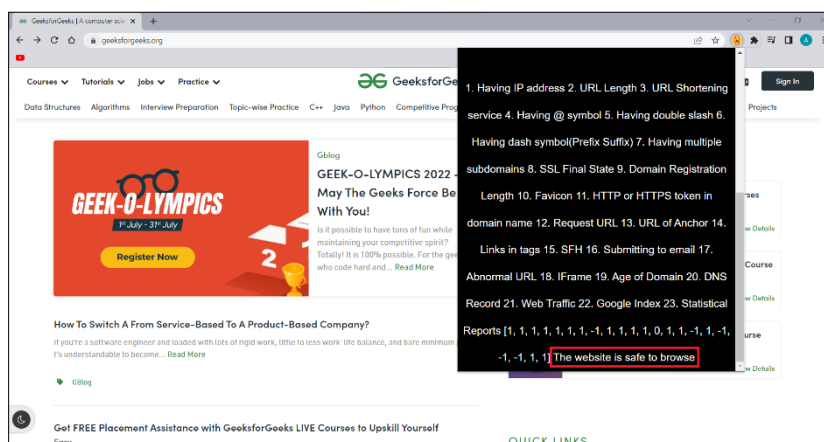 GeeksforGeeks | A computer scie
geeksforgeeks.org
Courses Tutorials Jobs Practice
GeeksforGe
Sign In
Data Structures Algorithms Interview Preparation Topic-wise Practice C++ Java Python Competitive Prog
Projects
1. Having IP address 2. URL Length 3. URL Shortening
service 4. Having @ symbol 5. Having double slash 6.
Having dash symbol(Prefix Suffix) 7. Having multiple
subdomains 8. SSL Final State 9. Domain Registration
Length 10. Favicon 11. HTTP or HTTPS token in
domain name 12. Request URL 13. URL of Anchor 14.
Links in tags 15. SFH 16. Submitting to email 17.
Abnormal URL 18. IFrame 19. Age of Domain 20. DNS
Record 21. Web Traffic 22. Google Index 23. Statistical
Reports [1, 1, 1, 1, 1, 1, 1, -1, 1, 1, 1, 1, 0, 1, 1, -1, 1, -1,
-1, -1, 1, 1] The website is safe to browse
GEEK-O-LYMPICS
1st July - 31st July
Register Now
2
Gblog
GEEK-O-LYMPICS 2022 -
May The Geeks Force Be
With You!
Is it possible to have tons of fun while
maintaining your competitive spirit?
Totally! It is 100% possible. For the gee
who code hard and... Read More
rses
w Details
Course
w Details
urse
w Details
How To Switch A From Service-Based To A Product-Based
Company?
If you're a software engineer and loaded with lots of rigid work, little to less work-life balance, and bare minimum
t's understandable to become... Read More
GBlog
Get FREE Placement Assistance with GeeksforGeeks LIVE Courses to Upskill Yourself
QUICK LINKS